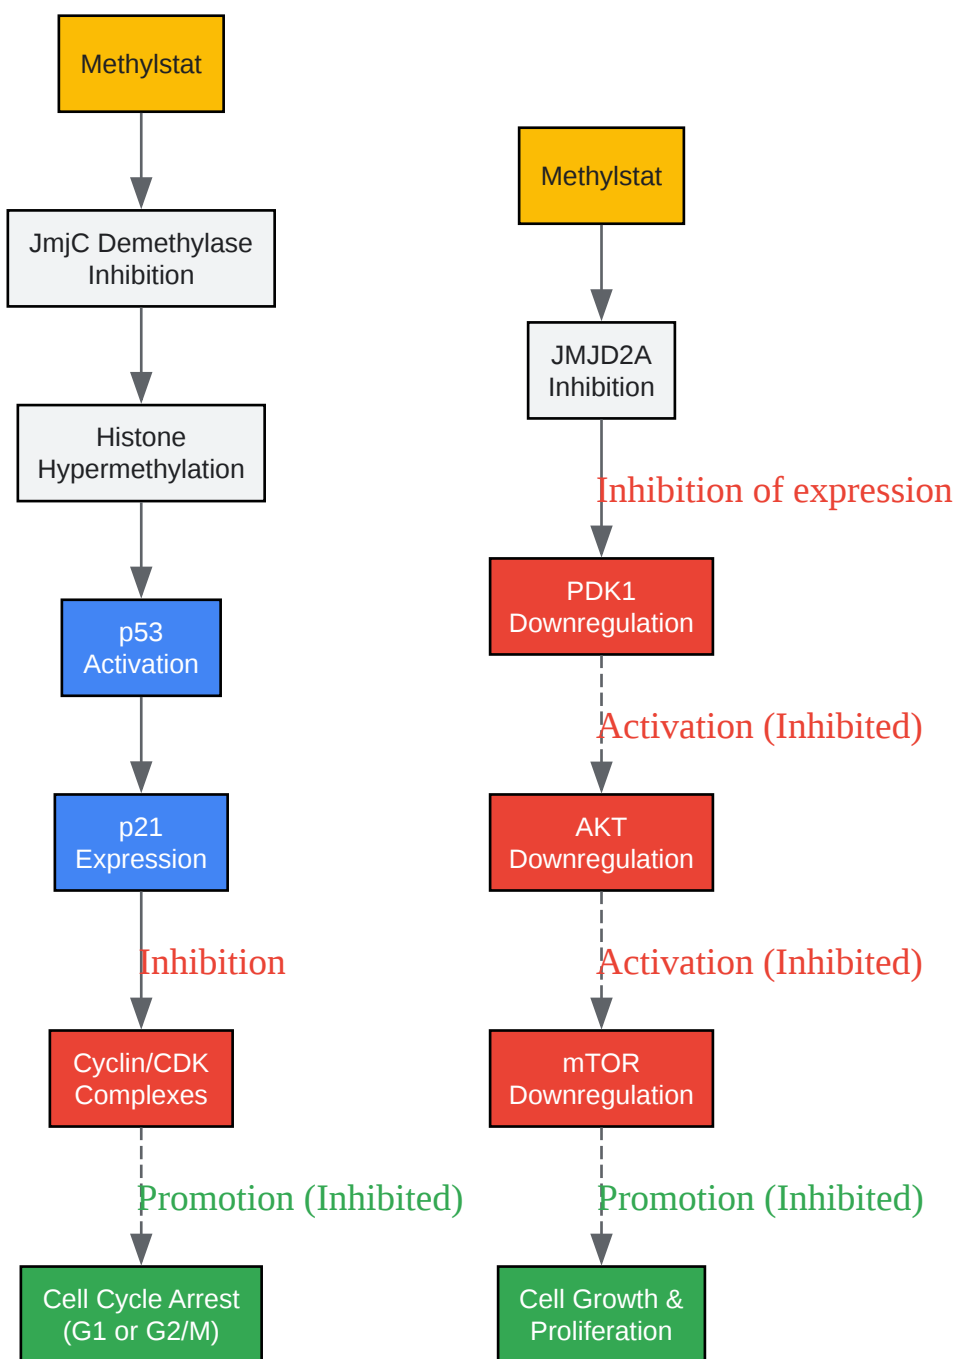 Methylstat
JmjC Demethylase
Inhibition
Histone
Hypermethylation
p53
Activation
p21
Expression
Inhibition
Cyclin/CDK
Complexes
Promotion (Inhibited)
Cell Cycle Arrest
(G1 or G2/M)
Methylstat
JMJD2A
Inhibition
Inhibition of expression
PDK1
Downregulation
Activation (Inhibited)
AKT
Downregulation
Activation (Inhibited)
mTOR
Downregulation
Promotion (Inhibited)
Cell Growth &
Proliferation